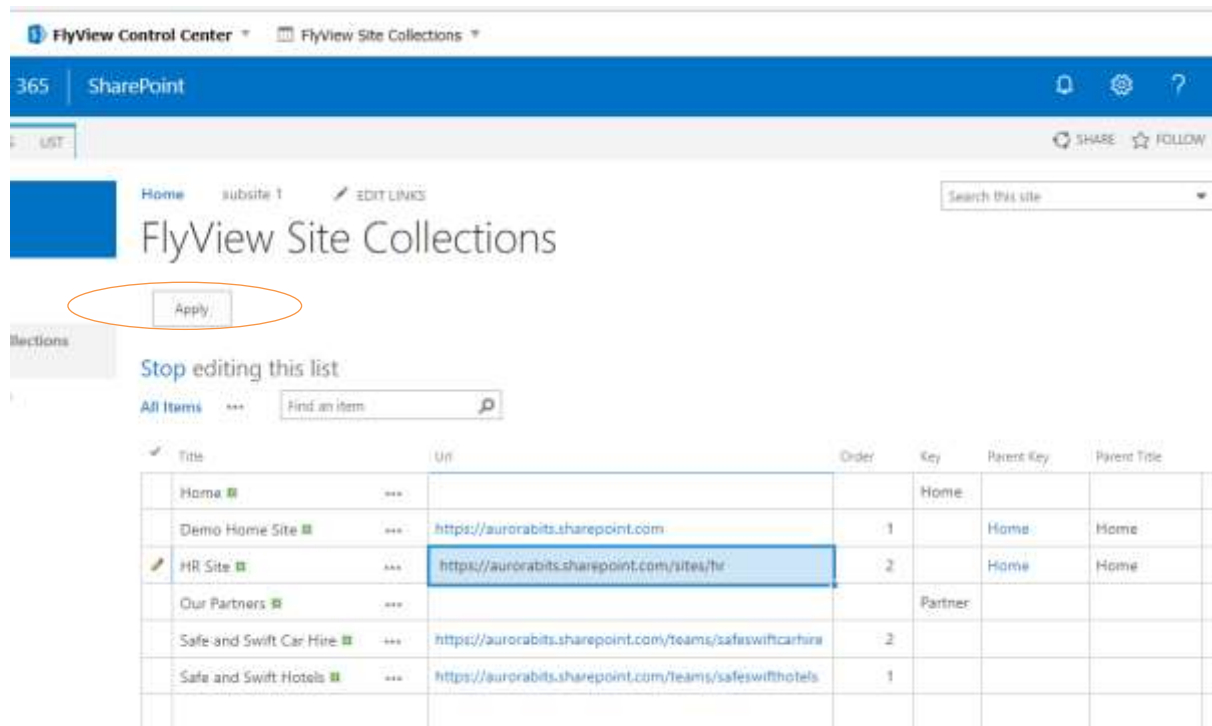 FlyView Control Center FlyView Site Collections
365 SharePoint ?
LIST SHARE FOLLOW
Home subsite 1 EDIT LINKS Search this site
FlyView Site Collections
Apply
llections
Stop editing this list
All Items ••• Find an item
Title Url Order Key Parent Key Parent Title
Home ••• Home
Demo Home Site ••• https://aurorabits.sharepoint.com 1 Home Home
HR Site ••• https://aurorabits.sharepoint.com/sites/hr 2 Home Home
Our Partners ••• Partner
Safe and Swift Car Hire ••• https://aurorabits.sharepoint.com/teams/safeswiftcarhire 2
Safe and Swift Hotels ••• https://aurorabits.sharepoint.com/teams/safeswifthotels 1